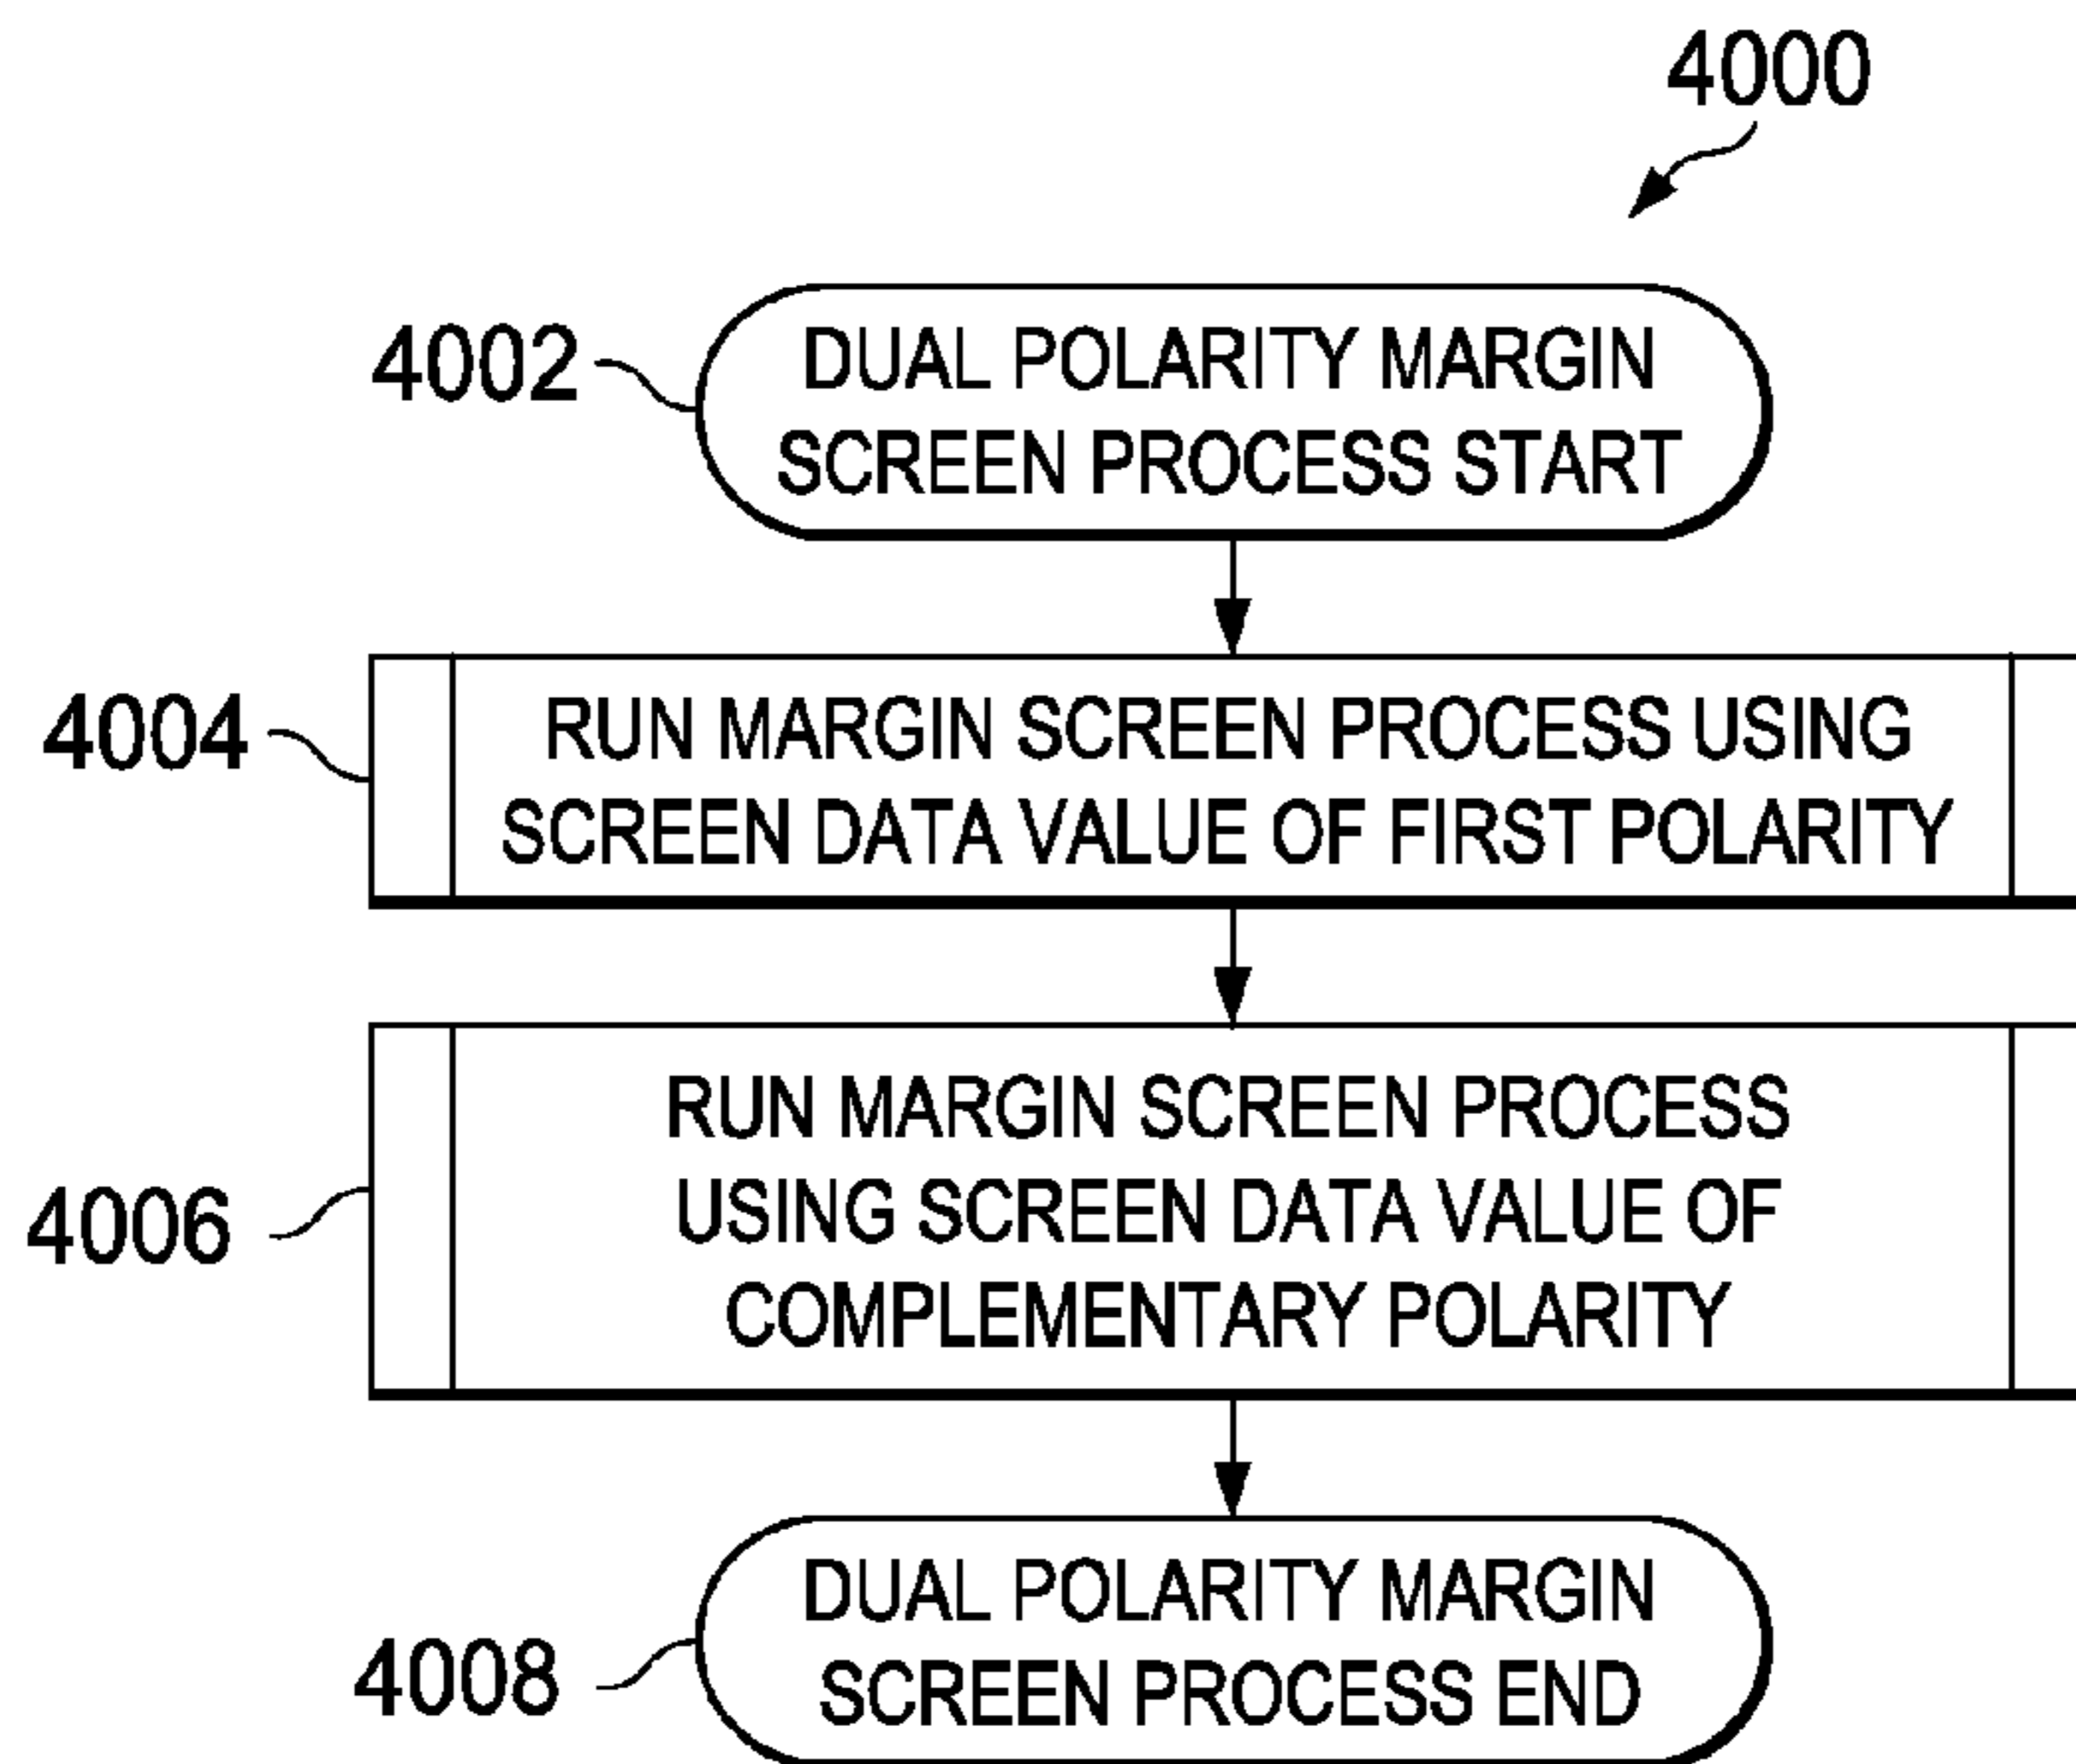 4000
4002
DUAL POLARITY MARGIN
SCREEN PROCESS START
4004
RUN MARGIN SCREEN PROCESS USING
SCREEN DATA VALUE OF FIRST POLARITY
4006
RUN MARGIN SCREEN PROCESS
USING SCREEN DATA VALUE OF
COMPLEMENTARY POLARITY
4008
DUAL POLARITY MARGIN
SCREEN PROCESS END